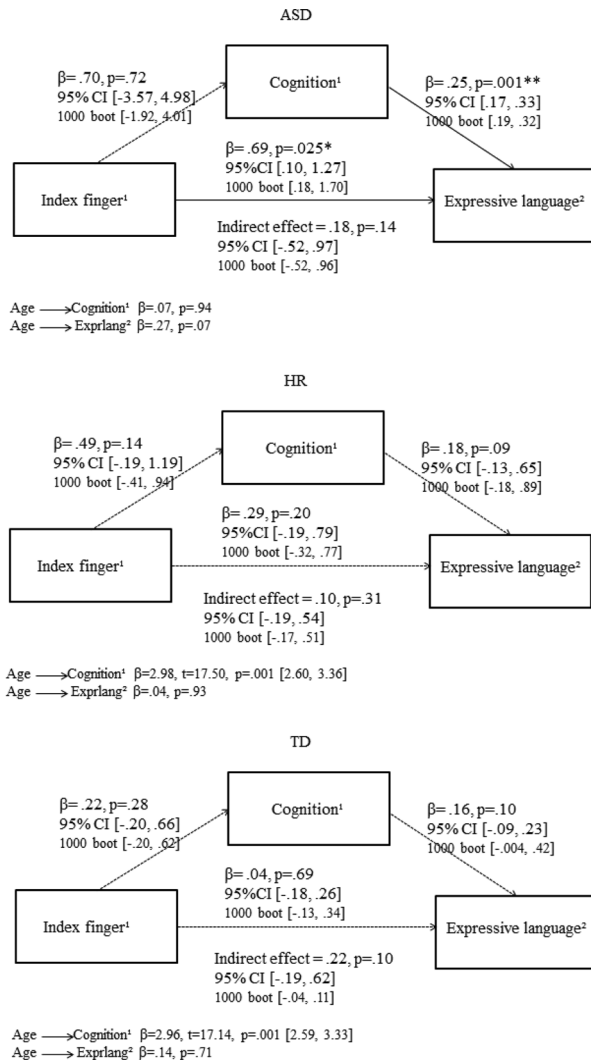 ASD
β= .70, p=.72
95% CI [-3.57, 4.98]
1000 boot [-1.92, 4.01]
Cognition¹
β= .25, p=.001**
95% CI [.17, .33]
1000 boot [.19, .32]
β= .69, p=.025*
95%CI [.10, 1.27]
1000 boot [.18, 1.70]
Index finger¹
Expressive language²
Indirect effect = .18, p=.14
95% CI [-.52, .97]
1000 boot [-.52, .96]
Age → Cognition¹ β=.07, p=.94
Age → Exprlang² β=.27, p=.07
HR
β= .49, p=.14
95% CI [-.19, 1.19]
1000 boot [-.41, .94]
Cognition¹
β= .18, p=.09
95% CI [-.13, .65]
1000 boot [-.18, .89]
β= .29, p=.20
95%CI [-.19, .79]
1000 boot [-.32, .77]
Index finger¹
Expressive language²
Indirect effect = .10, p=.31
95% CI [-.19, .54]
1000 boot [-.17, .51]
Age → Cognition¹ β=2.98, t=17.50, p=.001 [2.60, 3.36]
Age → Exprlang² β=.04, p=.93
TD
β= .22, p=.28
95% CI [-.20, .66]
1000 boot [-.20, .62]
Cognition¹
β= .16, p=.10
95% CI [-.09, .23]
1000 boot [-.004, .42]
β= .04, p=.69
95%CI [-.18, .26]
1000 boot [-.13, .34]
Index finger¹
Expressive language²
Indirect effect = .22, p=.10
95% CI [-.19, .62]
1000 boot [-.04, .11]
Age → Cognition¹ β=2.96, t=17.14, p=.001 [2.59, 3.33]
Age → Exprlang² β=.14, p=.71